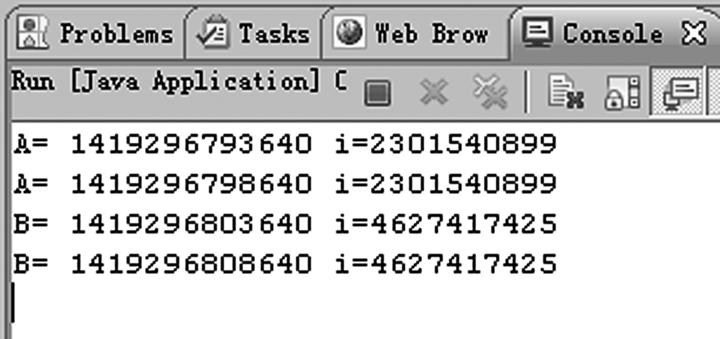 Problems Tasks Web Brow Console
Run [Java Application] C
A= 1419296793640 i=2301540899
A= 1419296798640 i=2301540899
B= 1419296803640 i=4627417425
B= 1419296808640 i=4627417425